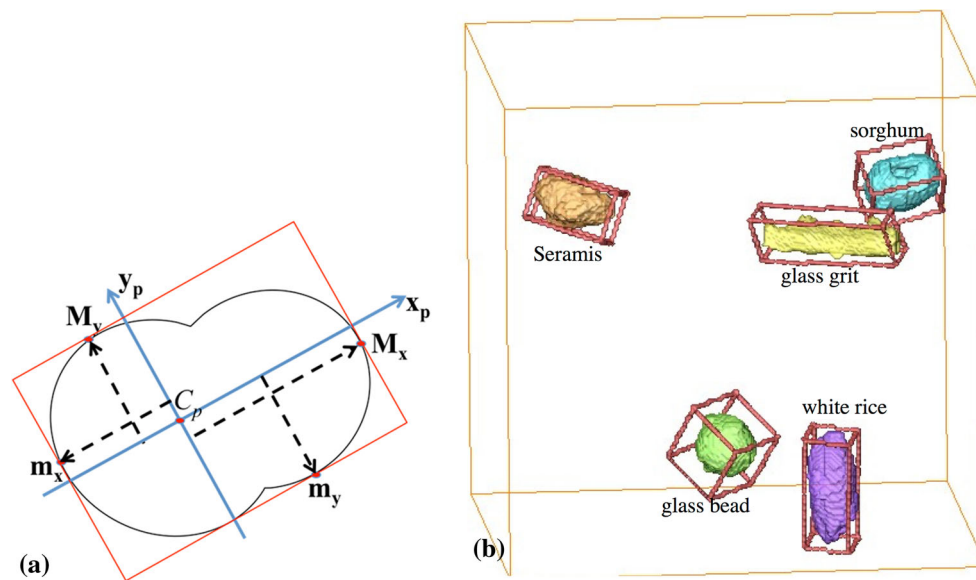 y_p
x_p
M_y
M_x
C_p
m_x
m_y
(a)
sorghum
Seramis
glass grit
white rice
glass bead
(b)